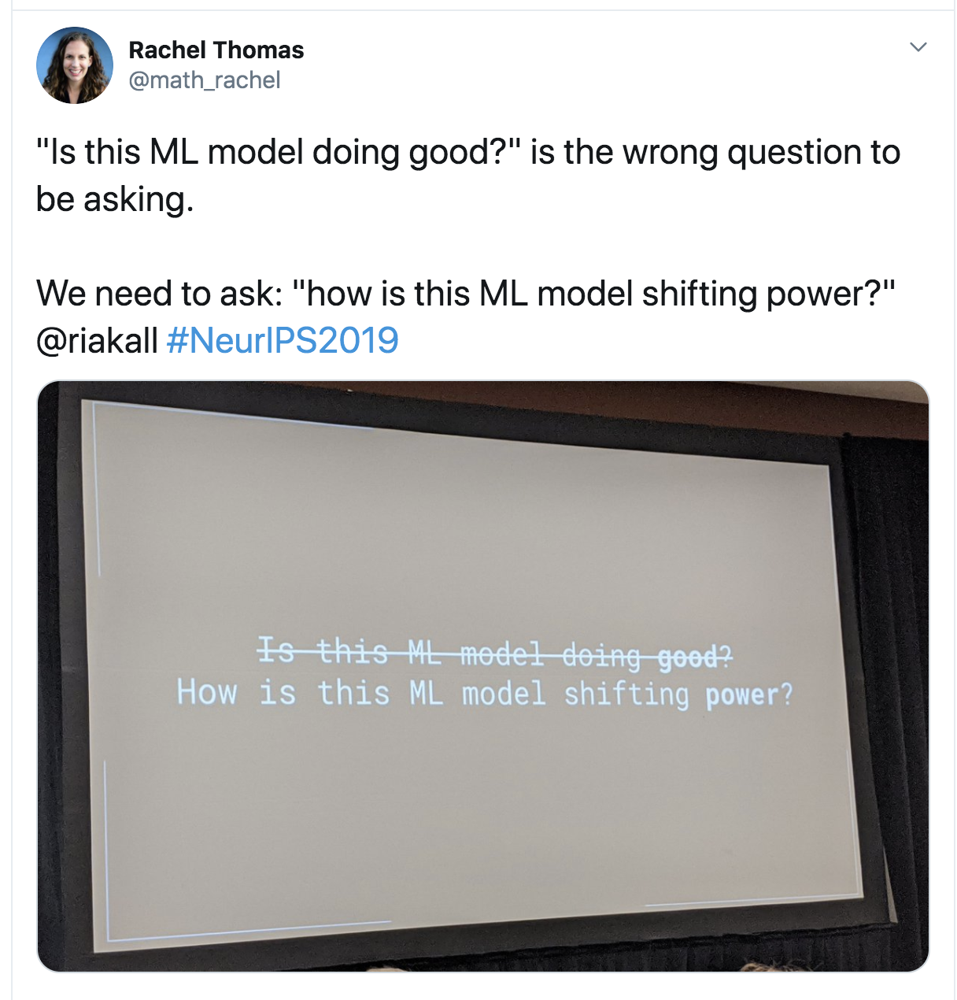 Rachel Thomas
@math_rachel
"Is this ML model doing good?" is the wrong question to
be asking.
We need to ask: "how is this ML model shifting power?"
@riakall #NeurIPS2019
Is this ML model doing good?
How is this ML model shifting power?